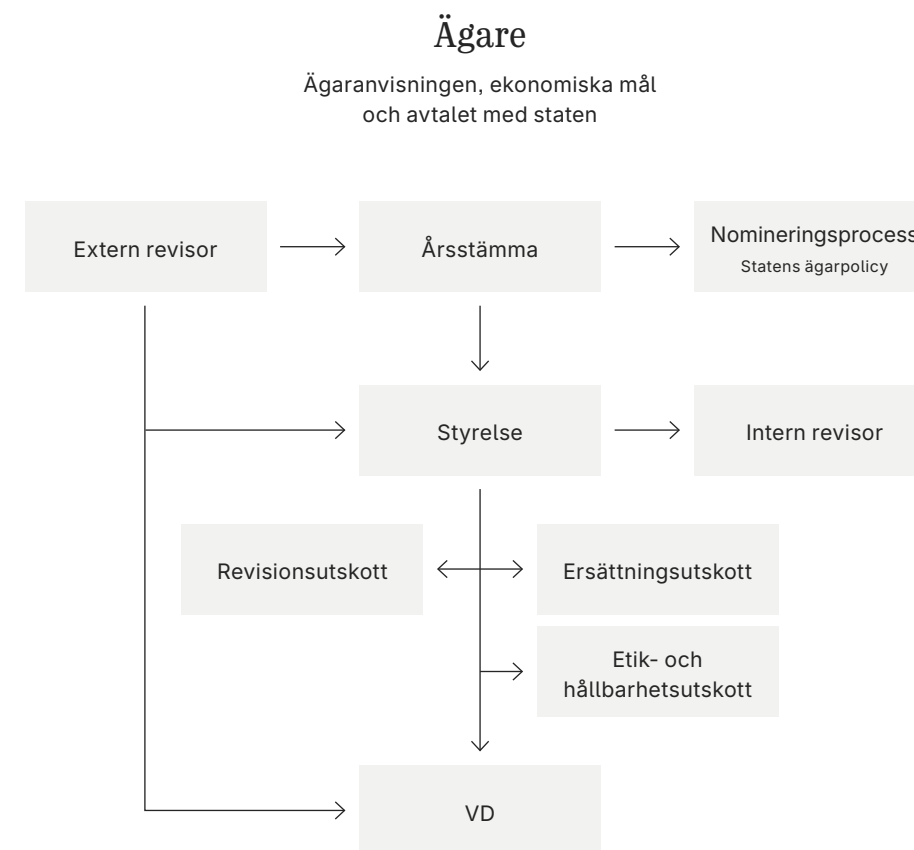 Ägare
Ägaranvisningen, ekonomiska mål
och avtalet med staten
Extern revisor
Årsstämma
Nomineringsprocess
Statens ägarpolicy
Styrelse
Intern revisor
Revisionsutskott
Ersättningsutskott
Etik- och
hållbarhetsutskott
VD